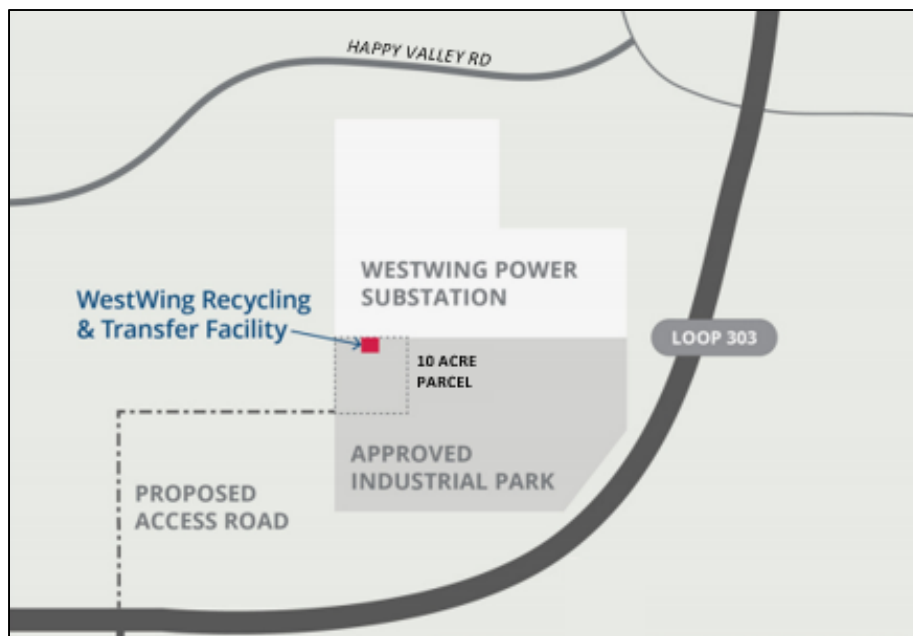 HAPPY VALLEY RD
WESTWING POWER
SUBSTATION
WestWing Recycling
& Transfer Facility
LOOP 303
10 ACRE
PARCEL
APPROVED
INDUSTRIAL PARK
PROPOSED
ACCESS ROAD